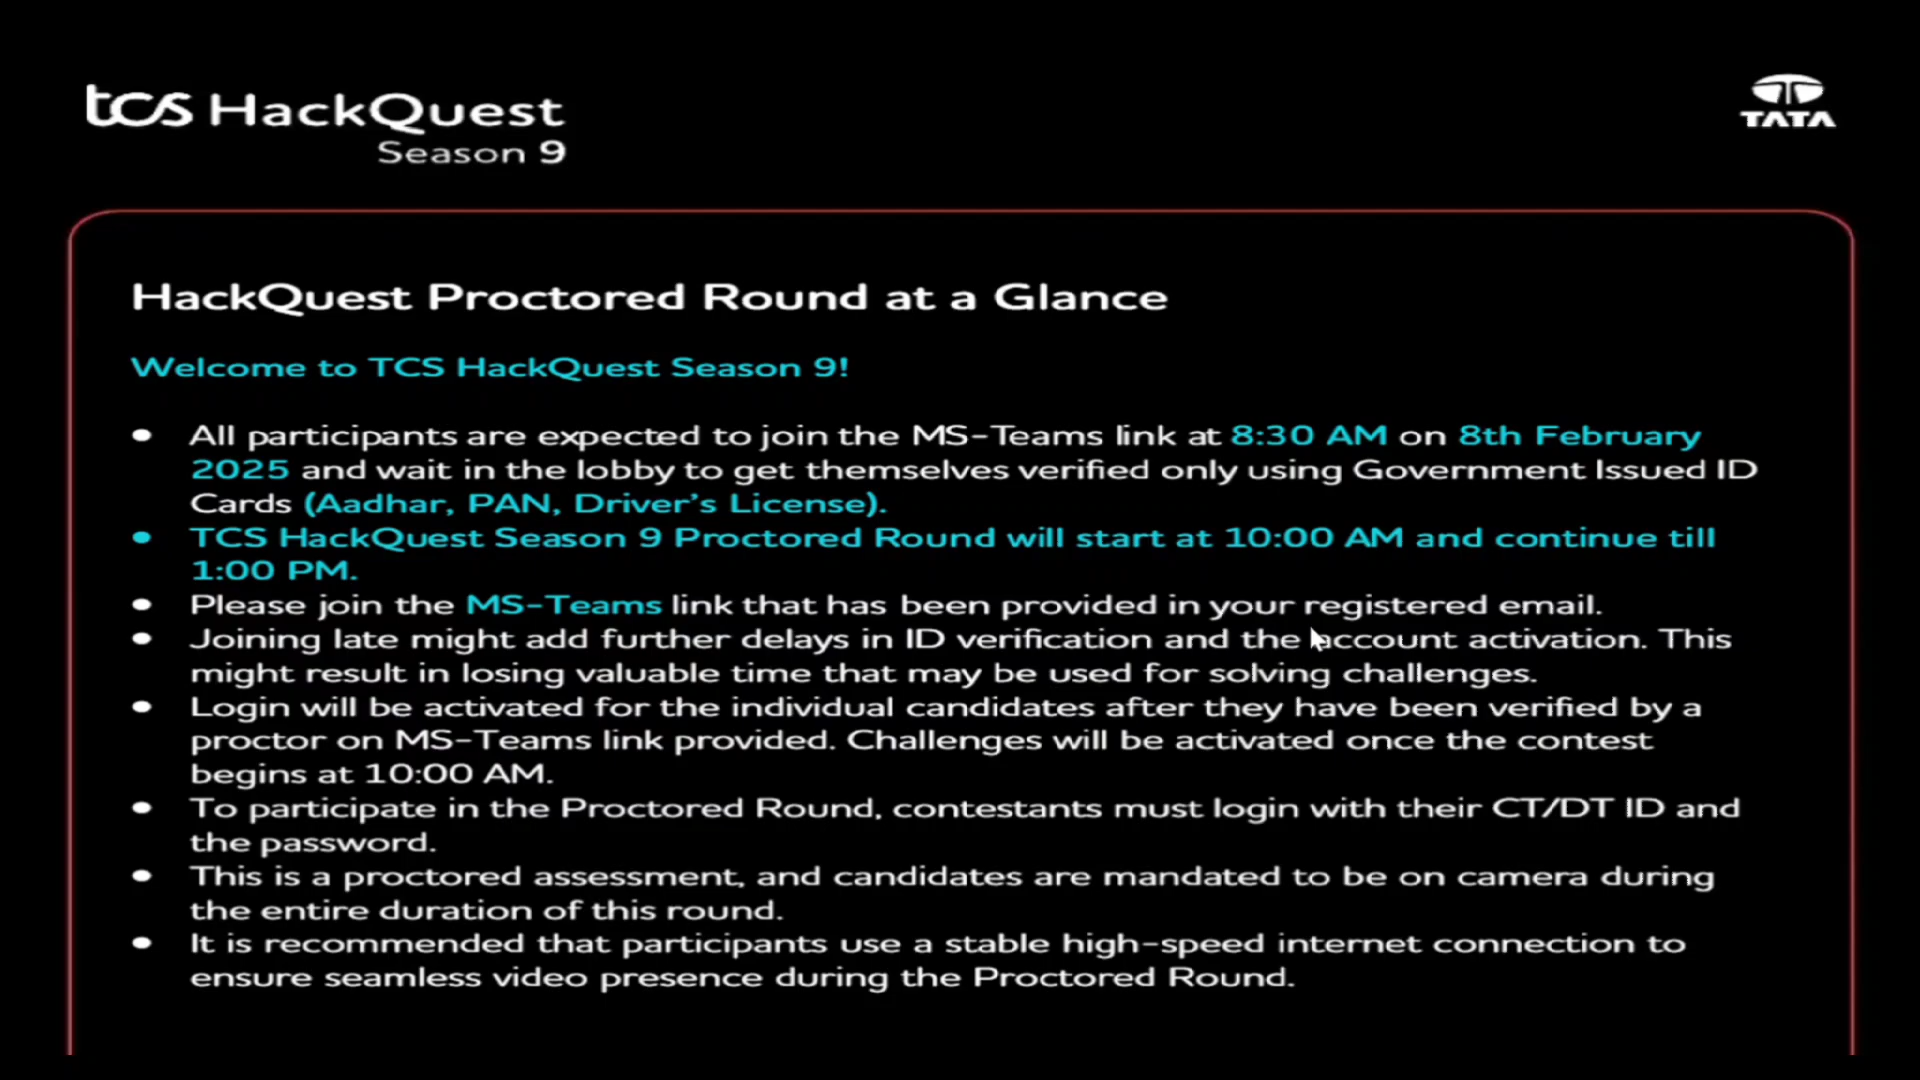 tcs HackQuest
Season 9
TATA
HackQuest Proctored Round at a Glance
Welcome to TCS HackQuest Season 9!
• All participants are expected to join the MS-Teams link at 8:30 AM on 8th February
2025 and wait in the lobby to get themselves verified only using Government Issued ID
Cards (Aadhar, PAN, Driver’s License).
• TCS HackQuest Season 9 Proctored Round will start at 10:00 AM and continue till
1:00 PM.
• Please join the MS-Teams link that has been provided in your registered email.
• Joining late might add further delays in ID verification and the account activation. This
might result in losing valuable time that may be used for solving challenges.
• Login will be activated for the individual candidates after they have been verified by a
proctor on MS-Teams link provided. Challenges will be activated once the contest
begins at 10:00 AM.
• To participate in the Proctored Round, contestants must login with their CT/DT ID and
the password.
• This is a proctored assessment, and candidates are mandated to be on camera during
the entire duration of this round.
• It is recommended that participants use a stable high-speed internet connection to
ensure seamless video presence during the Proctored Round.